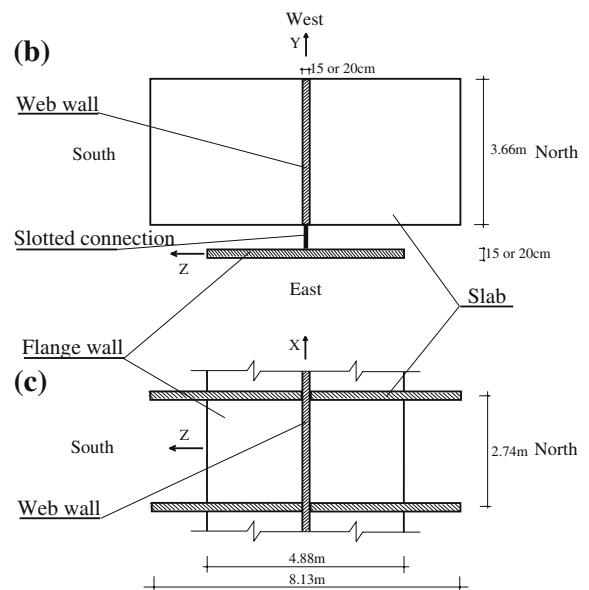 West
(b)
Y
15 or 20cm
Web wall
South
3.66m
North
Slotted connection
15 or 20cm
Z
East
Slab
Flange wall
X
(c)
South
Z
2.74m
North
Web wall
4.88m
8.13m